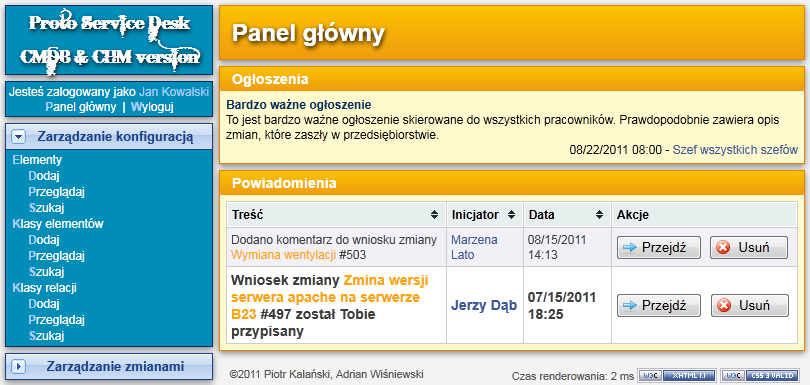 Proto Service Desk
CMDB & CHM version
Jesteś zalogowany jako Jan Kowalski
Panel główny | Wyloguj
Zarządzanie konfiguracją
Elementy
Dodaj
Przeglądaj
Szukaj
Klasy elementów
Dodaj
Przeglądaj
Szukaj
Klasy relacji
Dodaj
Przeglądaj
Szukaj
Zarządzanie zmianami
Panel główny
Ogłoszenia
Bardzo ważne ogłoszenie
To jest bardzo ważne ogłoszenie skierowane do wszystkich pracowników. Prawdopodobnie zawiera opis
zmian, które zaszły w przedsiębiorstwie.
08/22/2011 08:00 - Szef wszystkich szefów
Powiadomienia
Treść Inicjator Data Akcje
Dodano komentarz do wniosku zmiany
Wymiana wentylacji #503
Marzena
Lato
08/15/2011
14:13
Przejdź Usuń
Wniosek zmiany Zmina wersji
serwera apache na serwerze
B23 #497 został Tobie
przypisany
Jerzy Dąb
07/15/2011
18:25
Przejdź Usuń
©2011 Piotr Kalański, Adrian Wiśniewski
Czas renderowania: 2 ms W3C XHTML 1.1 W3C CSS 3 VALID